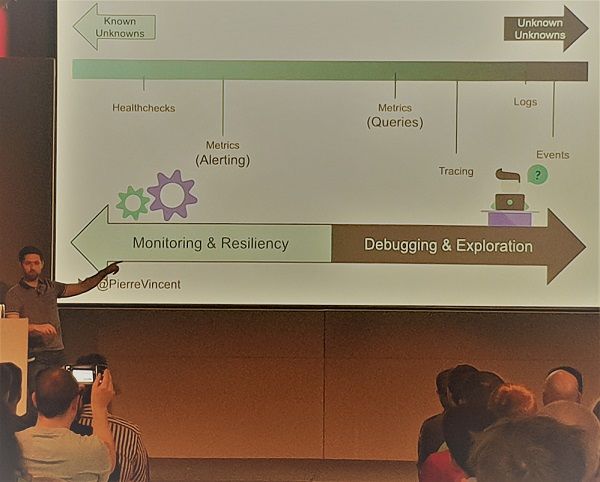 Known
Unknowns
Unknown
Unknowns
Healthchecks
Metrics
(Alerting)
Metrics
(Queries)
Tracing
Logs
Events
?
Monitoring & Resiliency
Debugging & Exploration
@PierreVincent